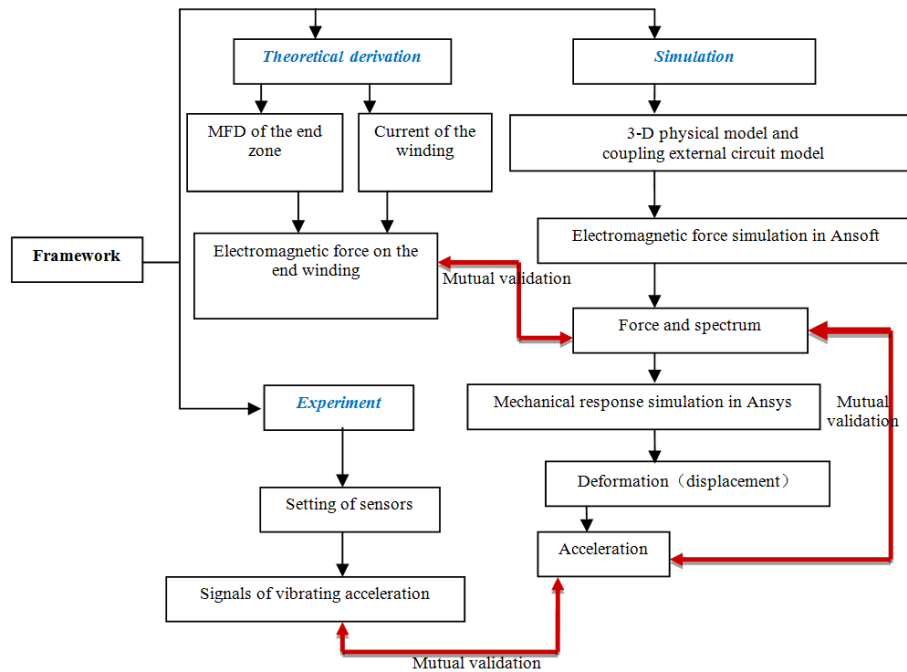 Theoretical derivation
Simulation
MFD of the end
zone
Current of the
winding
3-D physical model and
coupling external circuit model
Framework
Electromagnetic force on the
end winding
Electromagnetic force simulation in Ansoft
Mutual validation
Force and spectrum
Experiment
Mechanical response simulation in Ansys
Mutual
validation
Setting of sensors
Deformation（displacement）
Acceleration
Signals of vibrating acceleration
Mutual validation